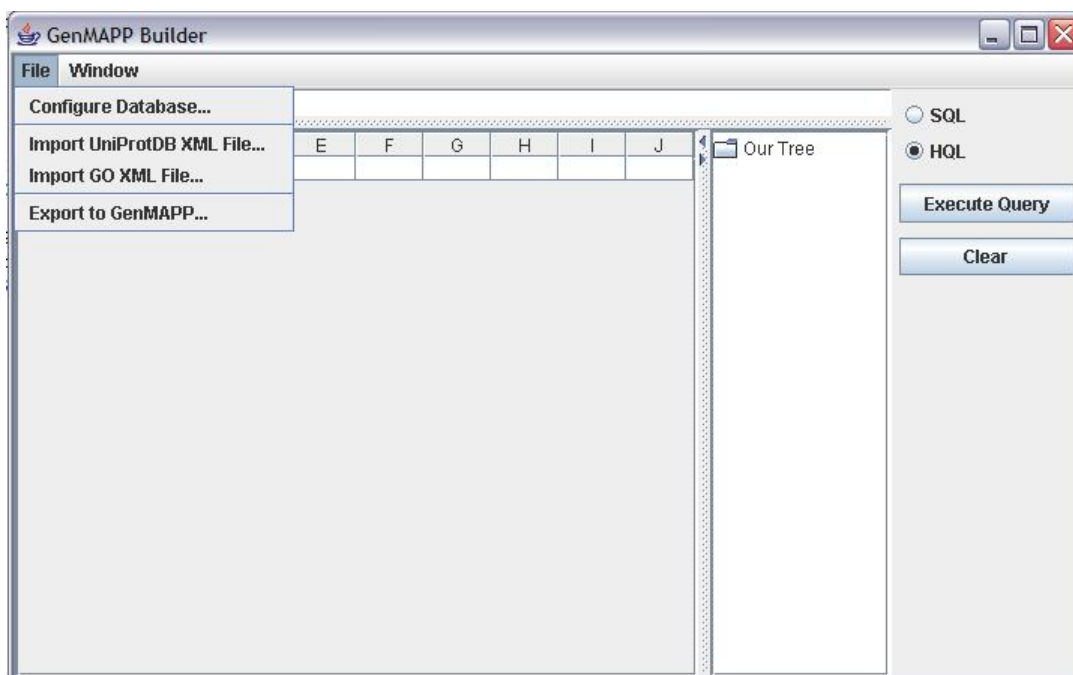 GenMAPP Builder
File Window
Configure Database...
Import UniProtDB XML File...
Import GO XML File...
Export to GenMAPP...
E F G H I J
Our Tree
SQL
HQL
Execute Query
Clear